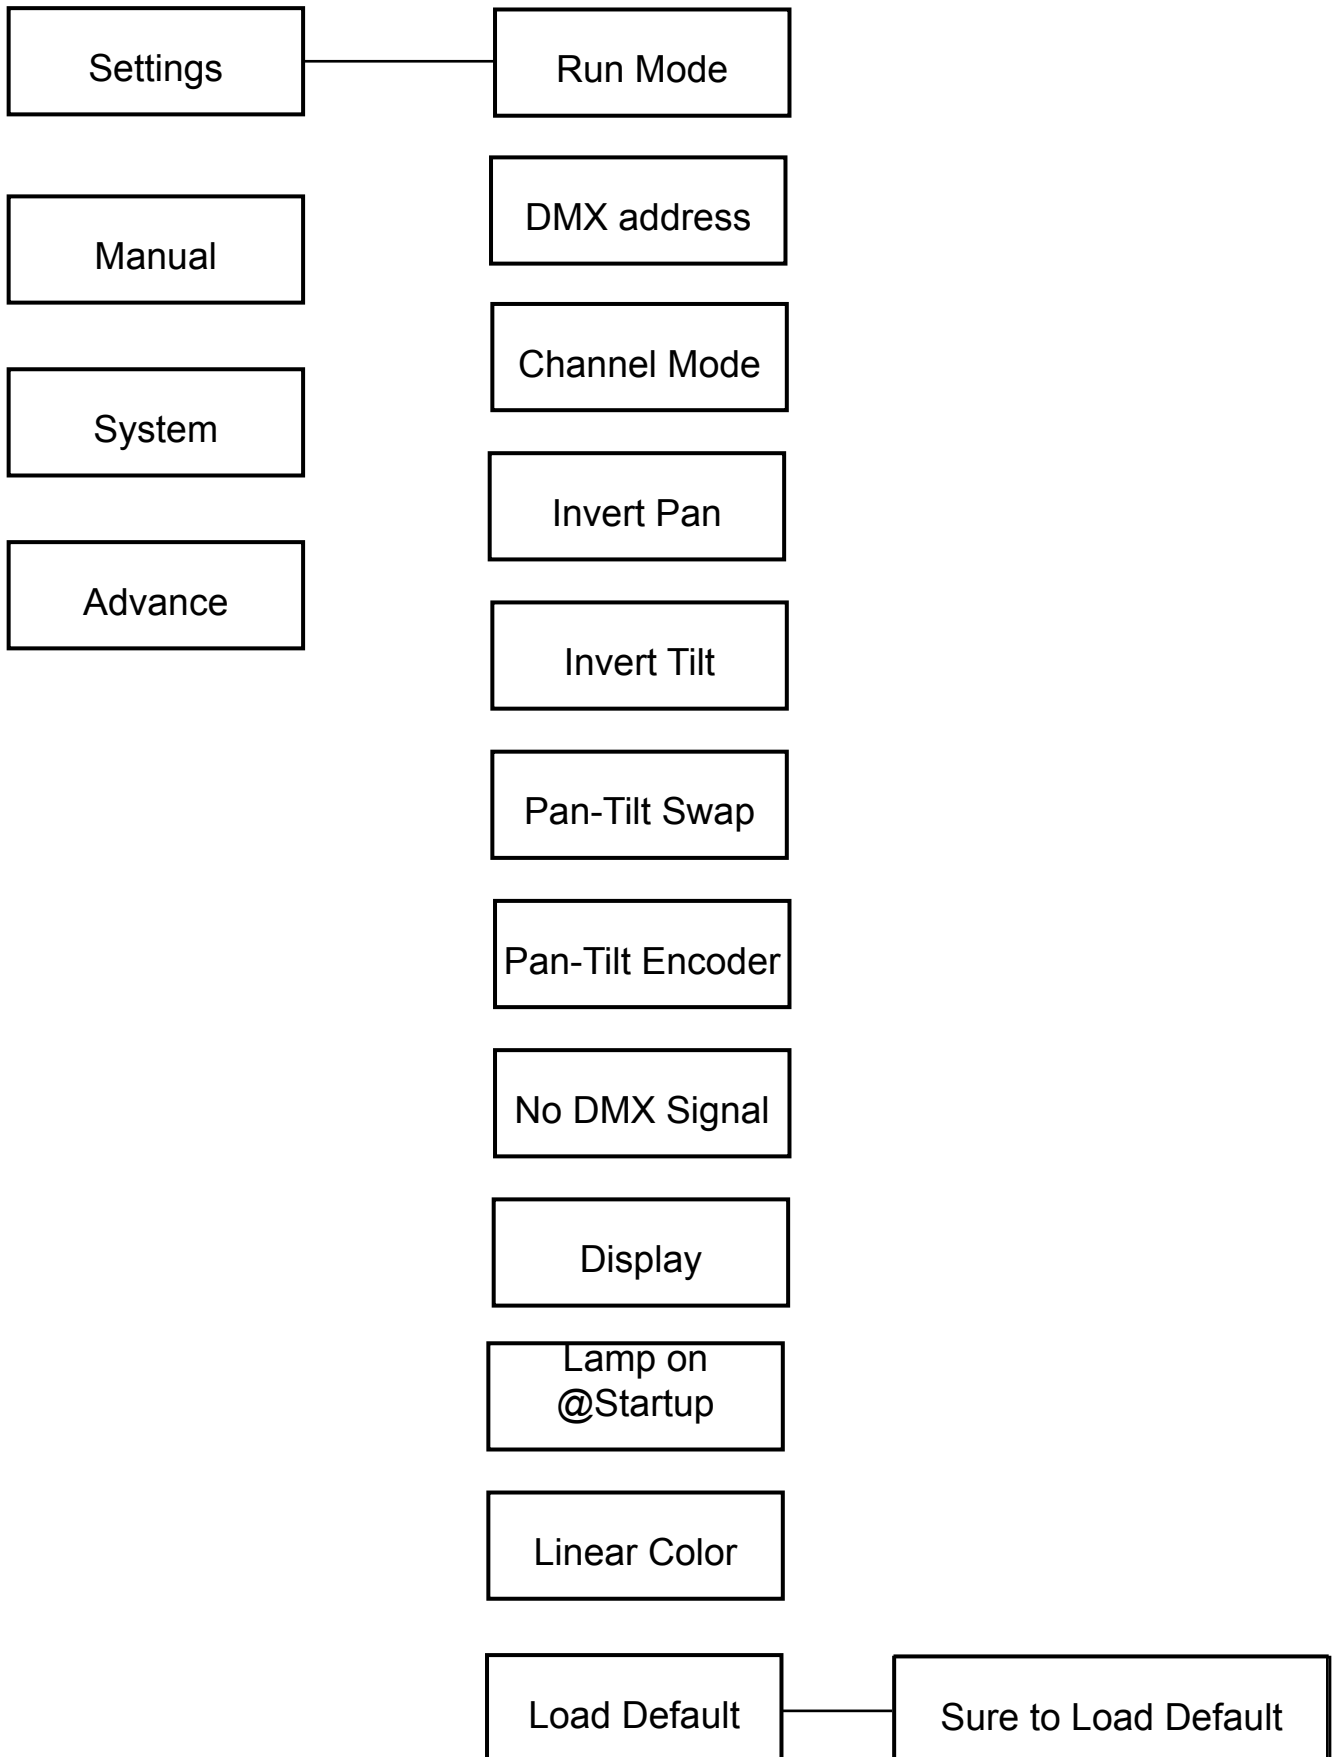 Settings
Run Mode
DMX address
Manual
Channel Mode
System
Invert Pan
Advance
Invert Tilt
Pan-Tilt Swap
Pan-Tilt Encoder
No DMX Signal
Display
Lamp on
@Startup
Linear Color
Load Default
Sure to Load Default